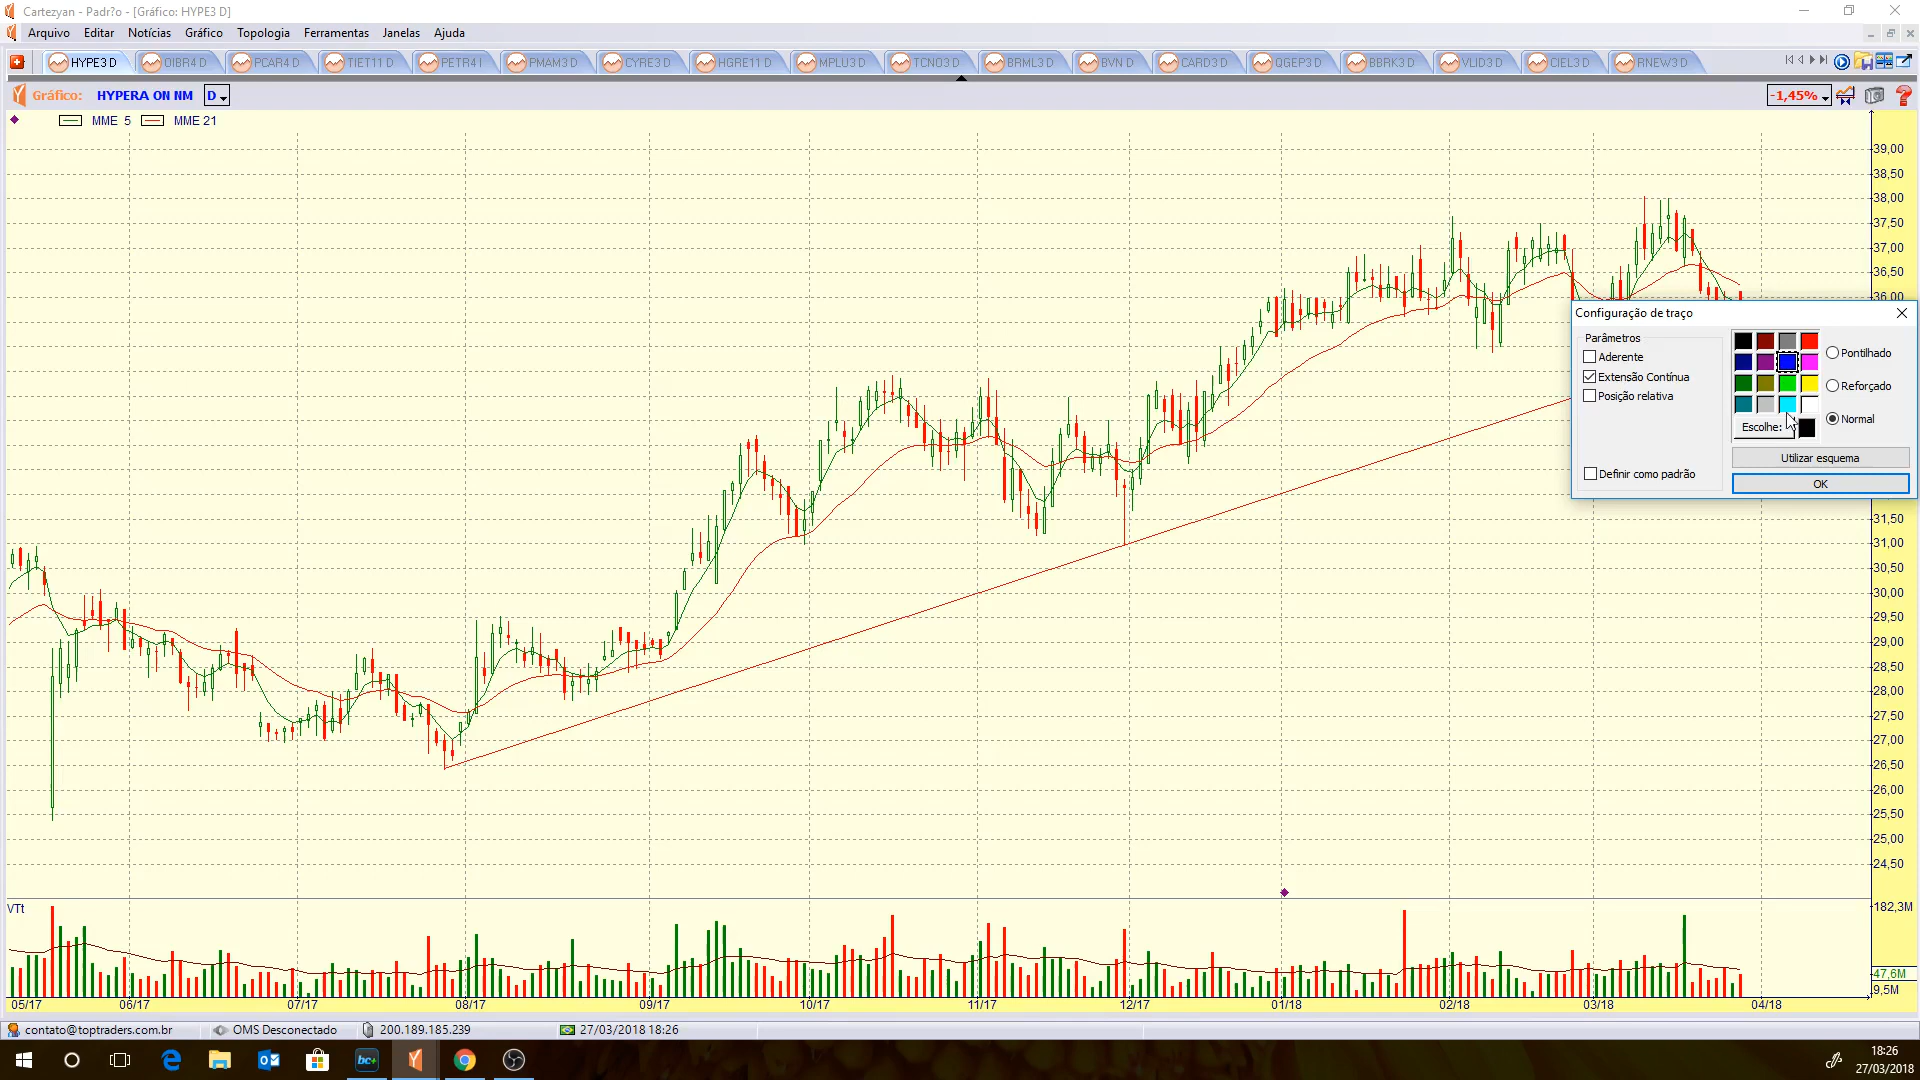 Cartezyan - Padr?o - [Gráfico: HYPE3 D]
Arquivo Editar Notícias Gráfico Topologia Ferramentas Janelas Ajuda
HYPE3 D OIBR4 D PCAR4 D TIET11 D PETR4 I PMAM3 D CYRE3 D HGRE11 D MPLU3 D TCNO3 D BRML3 D BVN D CARD3 D QGEP3 D BBRK3 D VLID3 D CIEL3 D RNEW3 D
Gráfico: HYPERA ON NM D -1,45%
MME 5 MME 21
39,00
38,50
38,00
37,50
37,00
36,50
36,00
Configuração de traço
Parâmetros
Aderente
Extensão Contínua
Posição relativa
Definir como padrão
Pontilhado
Reforçado
Normal
Escolhe:
Utilizar esquema
OK
31,50
31,00
30,50
30,00
29,50
29,00
28,50
28,00
27,50
27,00
26,50
26,00
25,50
25,00
24,50
VTt
182,3M
47,6M
9,5M
05/17 06/17 07/17 08/17 09/17 10/17 11/17 12/17 01/18 02/18 03/18 04/18
contato@toptraders.com.br OMS Desconectado 200.189.185.239 27/03/2018 18:26
bc+
18:26
27/03/2018